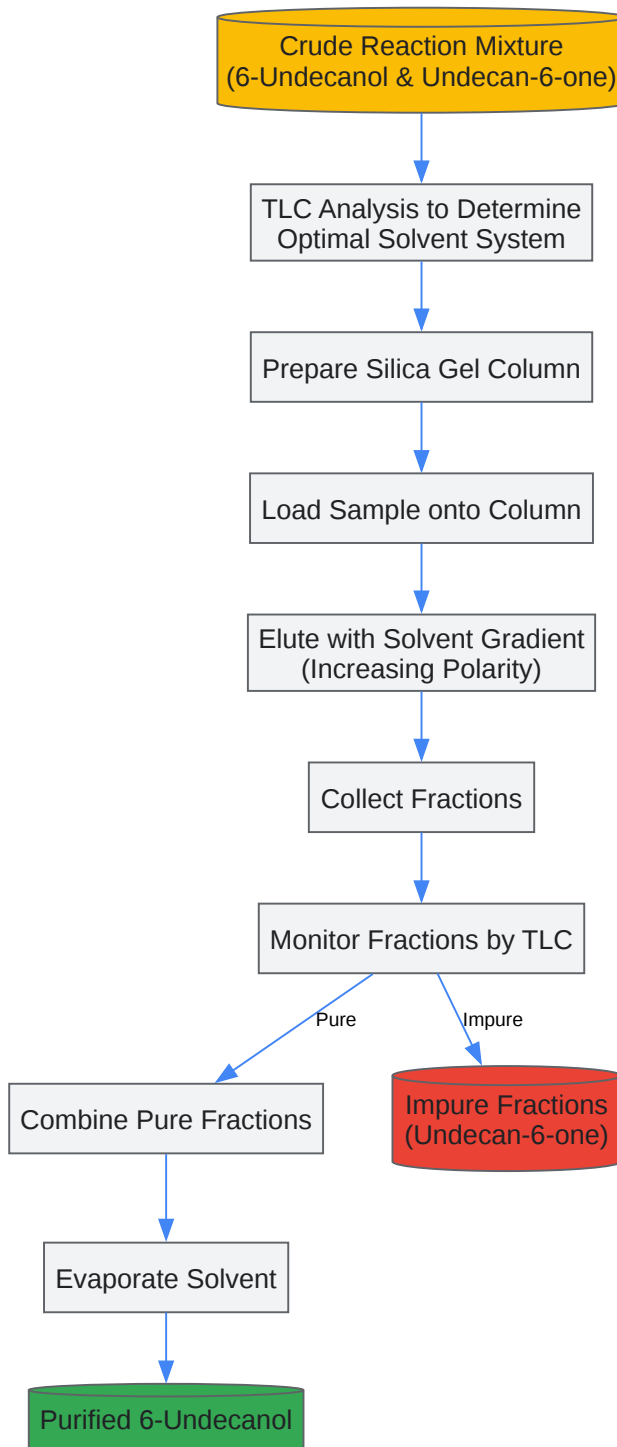 Crude Reaction Mixture
(6-Undecanol & Undecan-6-one)
TLC Analysis to Determine
Optimal Solvent System
Prepare Silica Gel Column
Load Sample onto Column
Elute with Solvent Gradient
(Increasing Polarity)
Collect Fractions
Monitor Fractions by TLC
Pure
Impure
Combine Pure Fractions
Impure Fractions
(Undecan-6-one)
Evaporate Solvent
Purified 6-Undecanol